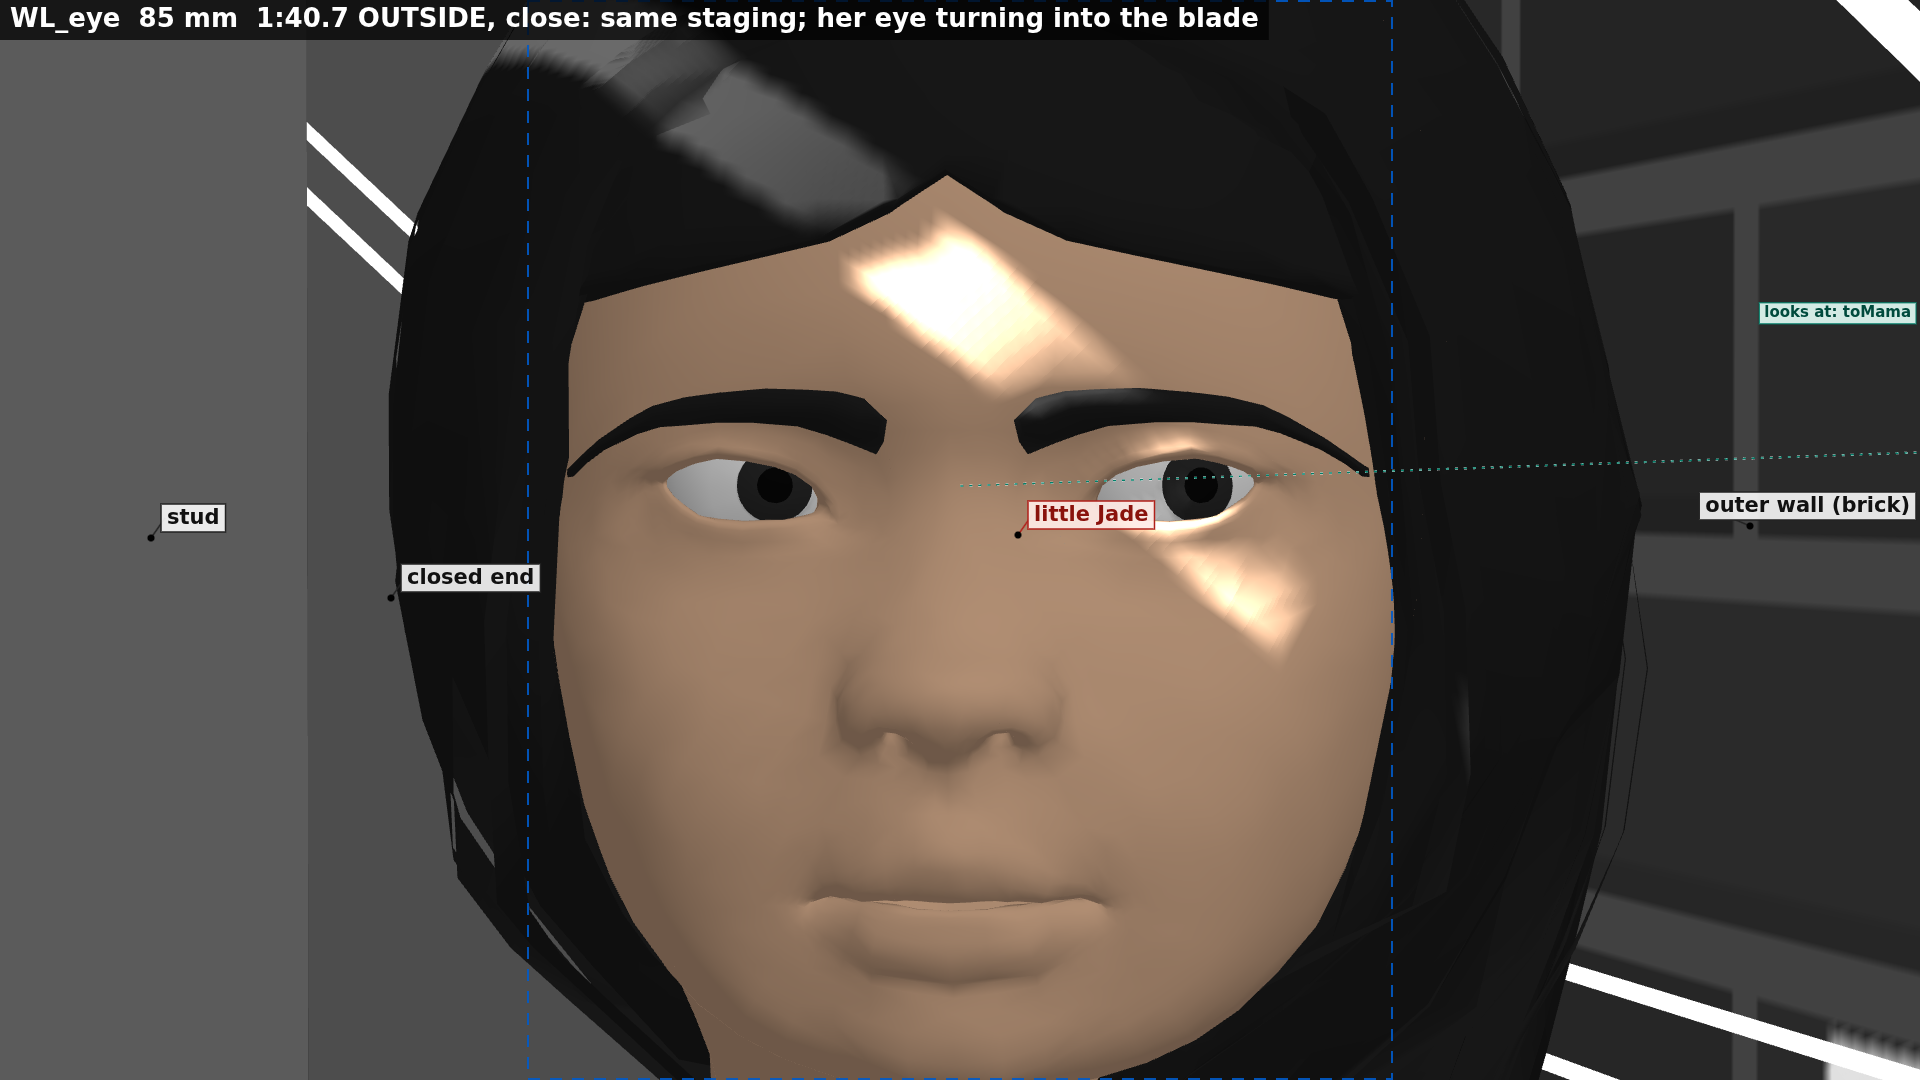 WL_eye  85 mm  1:40.7 OUTSIDE, close: same staging; her eye turning into the blade
looks at: toMama
outer wall (brick)
stud
little Jade
closed end